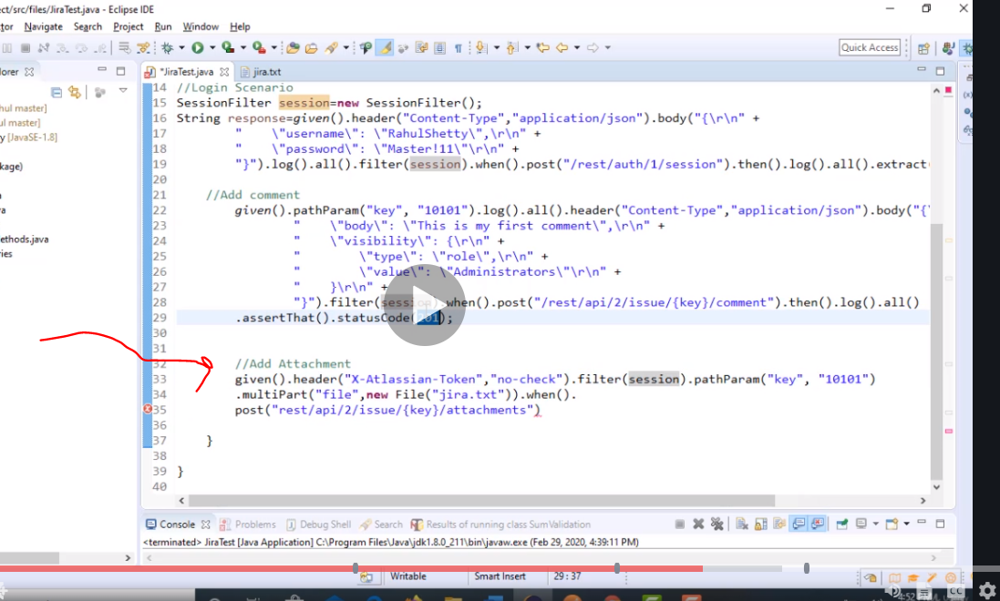 ct/src/files/JiraTest.java - Eclipse IDE
tor Navigate Search Project Run Window Help
Quick Access
lorer
*JiraTest.java jira.txt
hul master]
ul master]
y [JavaSE-1.8]
kage)
a
ethods.java
ries
14 //Login Scenario
15 SessionFilter session=new SessionFilter();
16 String response=given().header("Content-Type","application/json").body("{\r\n" +
17 " \"username\": \"RahulShetty\",\r\n" +
18 " \"password\": \"Master!11\"\r\n" +
19 "}").log().all().filter(session).when().post("/rest/auth/1/session").then().log().all().extract
20
21 //Add comment
22 given().pathParam("key", "10101").log().all().header("Content-Type","application/json").body("{
23 " \"body\": \"This is my first comment\",\r\n" +
24 " \"visibility\": {\r\n" +
25 " \"type\": \"role\",\r\n" +
26 " \"value\": \"Administrators\"\r\n" +
27 " }\r\n" +
28 "}").filter(session).when().post("/rest/api/2/issue/{key}/comment").then().log().all()
29 .assertThat().statusCode(201);
30
31
32 //Add Attachment
33 given().header("X-Atlassian-Token","no-check").filter(session).pathParam("key", "10101")
34 .multiPart("file",new File("jira.txt")).when().
35 post("rest/api/2/issue/{key}/attachments")
36
37 }
38
39 }
40
Console Problems Debug Shell Search Results of running class SumValidation
<terminated> JiraTest [Java Application] C:\Program Files\Java\jdk1.8.0_211\bin\javaw.exe (Feb 29, 2020, 4:39:11 PM)
Writable Smart Insert 29 : 37
CC